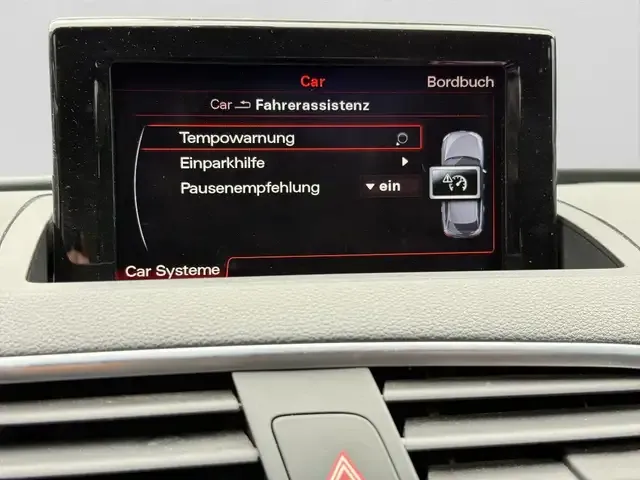 Car
Bordbuch
Car Fahrerassistenz
Tempowarnung
Einparkhilfe
Pausenempfehlung ein
Car Systeme